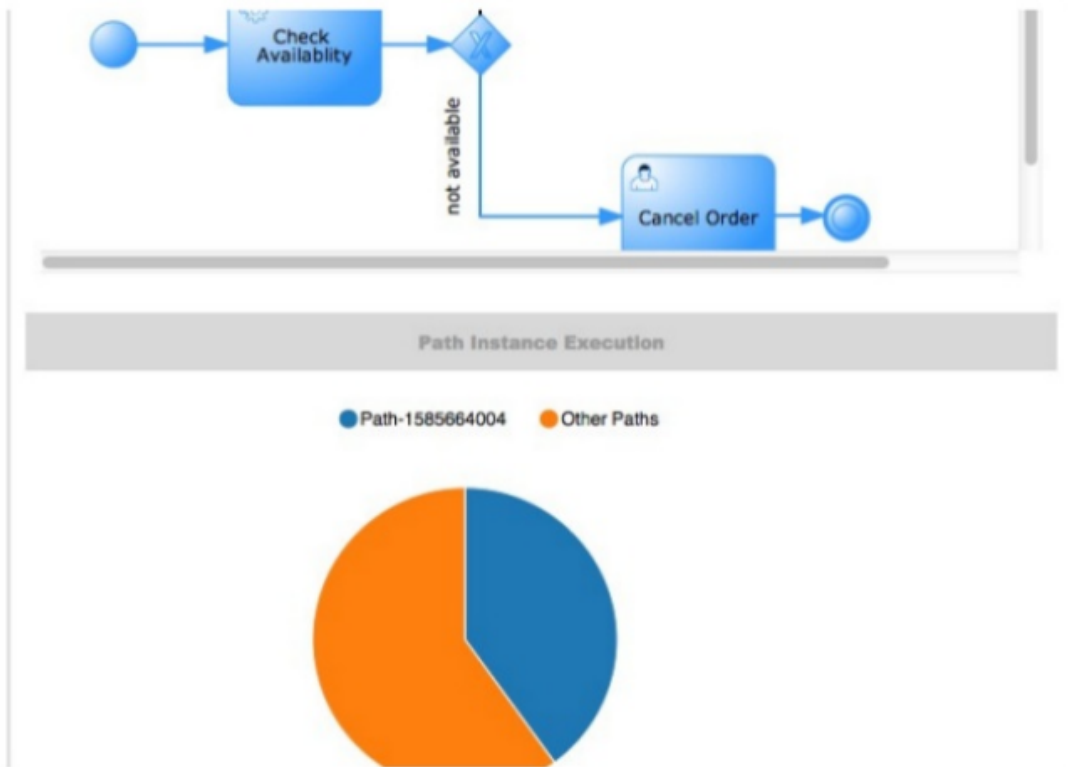 Check
Availablity
not available
Cancel Order
Path Instance Execution
Path-1585664004
Other Paths